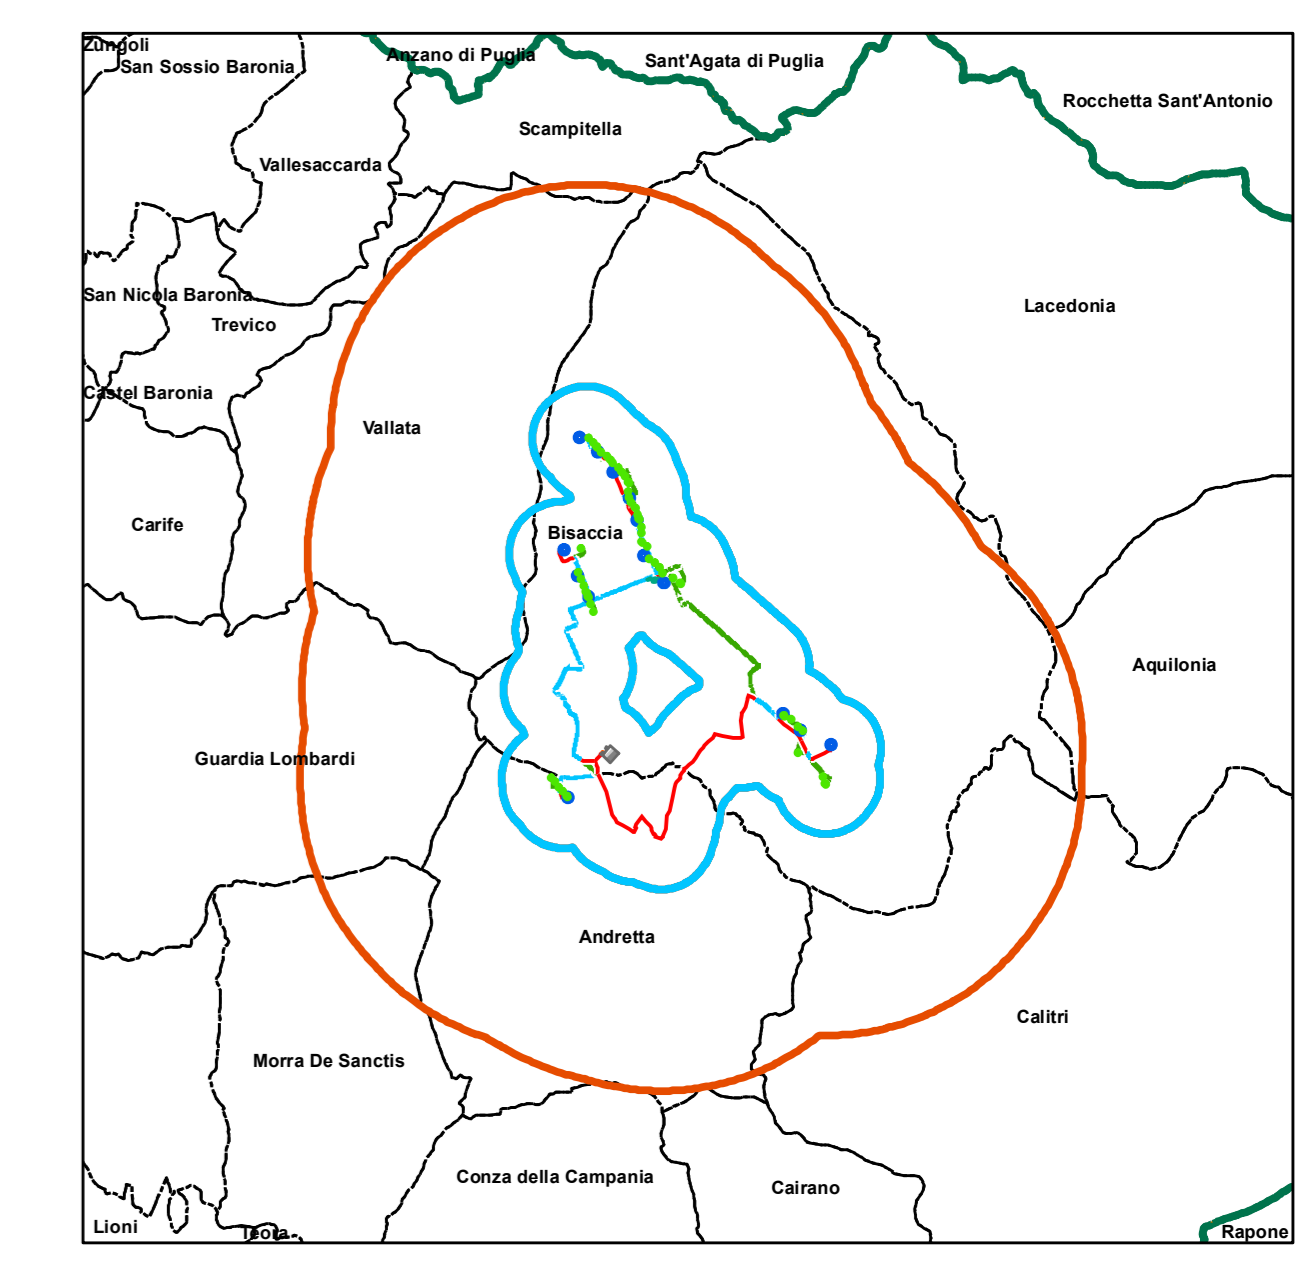 Zungoli
San Sossio Baronia
Anzano di Puglia
Sant'Agata di Puglia
Rocchetta Sant'Antonio
Scampitella
Vallesaccarda
San Nicola Baronia
Lacedonia
Trevico
Castel Baronia
Vallata
Carife
Bisaccia
Aquilonia
Guardia Lombardi
Andretta
Calitri
Morra De Sanctis
Conza della Campania
Cairano
Lioni
Teora
Rapone